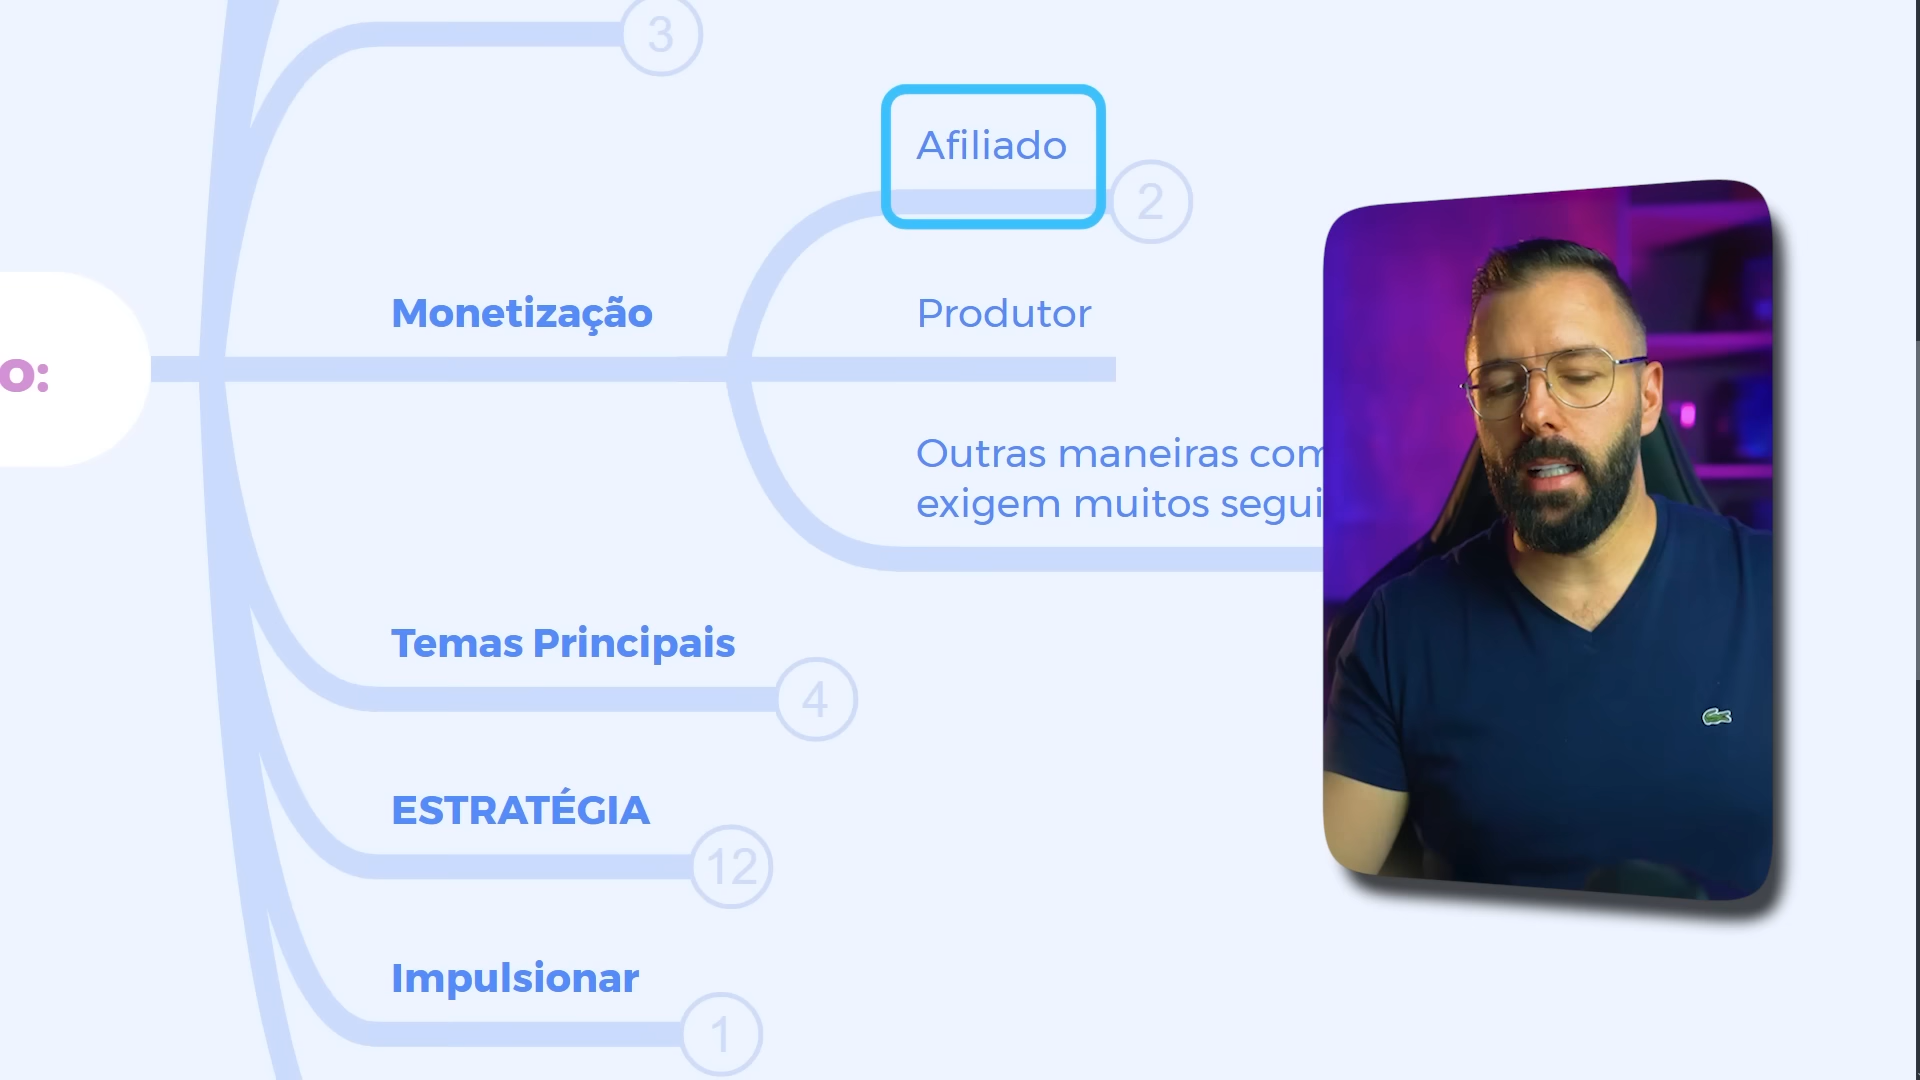 3
Afiliado
2
o:
Monetização
Produtor
Outras maneiras com
exigem muitos segui
Temas Principais
4
ESTRATÉGIA
12
Impulsionar
1